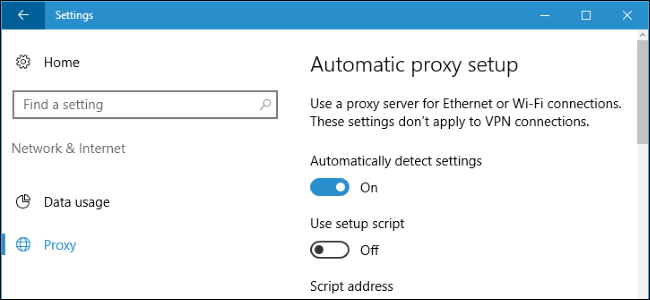 Settings
Home
Find a setting
Network & Internet
Data usage
Proxy
Automatic proxy setup
Use a proxy server for Ethernet or Wi-Fi connections.
These settings don't apply to VPN connections.
Automatically detect settings
On
Use setup script
Off
Script address